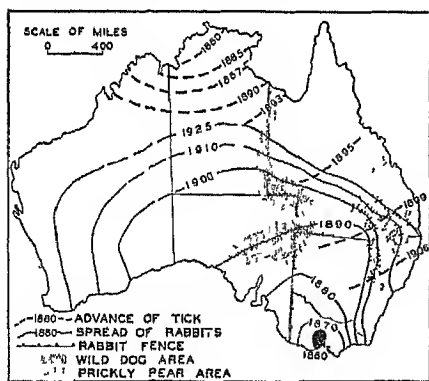 SCALE OF MILES
0 400
1880
1885
1887
1890
1893
1925
1910
1895
1900
1899
1890
1906
1880
1870
1860
-1880- ADVANCE OF TICK
-1880- SPREAD OF RABBITS
RABBIT FENCE
WILD DOG AREA
PRICKLY PEAR AREA